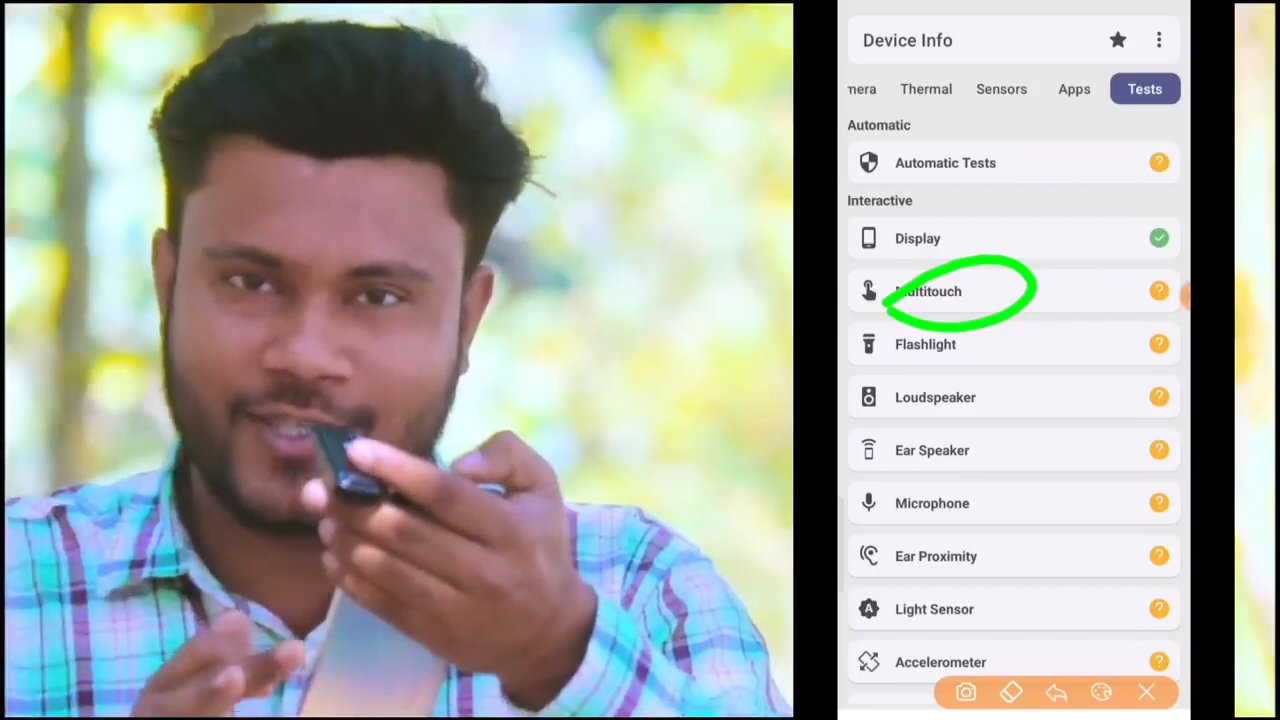 Device Info
mera Thermal Sensors Apps Tests
Automatic
Automatic Tests
Interactive
Display
Multitouch
Flashlight
Loudspeaker
Ear Speaker
Microphone
Ear Proximity
Light Sensor
Accelerometer